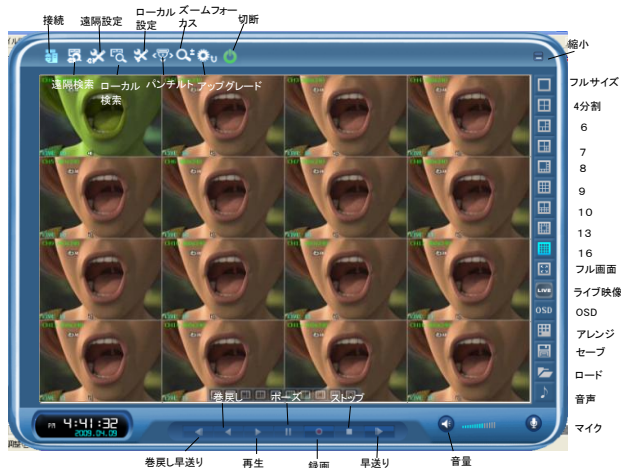 接続
遠隔設定
ローカル
設定
ズームフォー
カス
切断
縮小
遠隔検索
ローカル
検索
パンチルト
アップグレード
フルサイズ
4分割
6
7
8
9
10
13
16
フル画面
LIVE
ライブ映像
OSD
OSD
アレンジ
セーブ
ロード
音声
マイク
巻戻し
ポーズ
ストップ
PM 4:41:32
2009.04.09
巻戻し早送り
再生
録画
早送り
音量